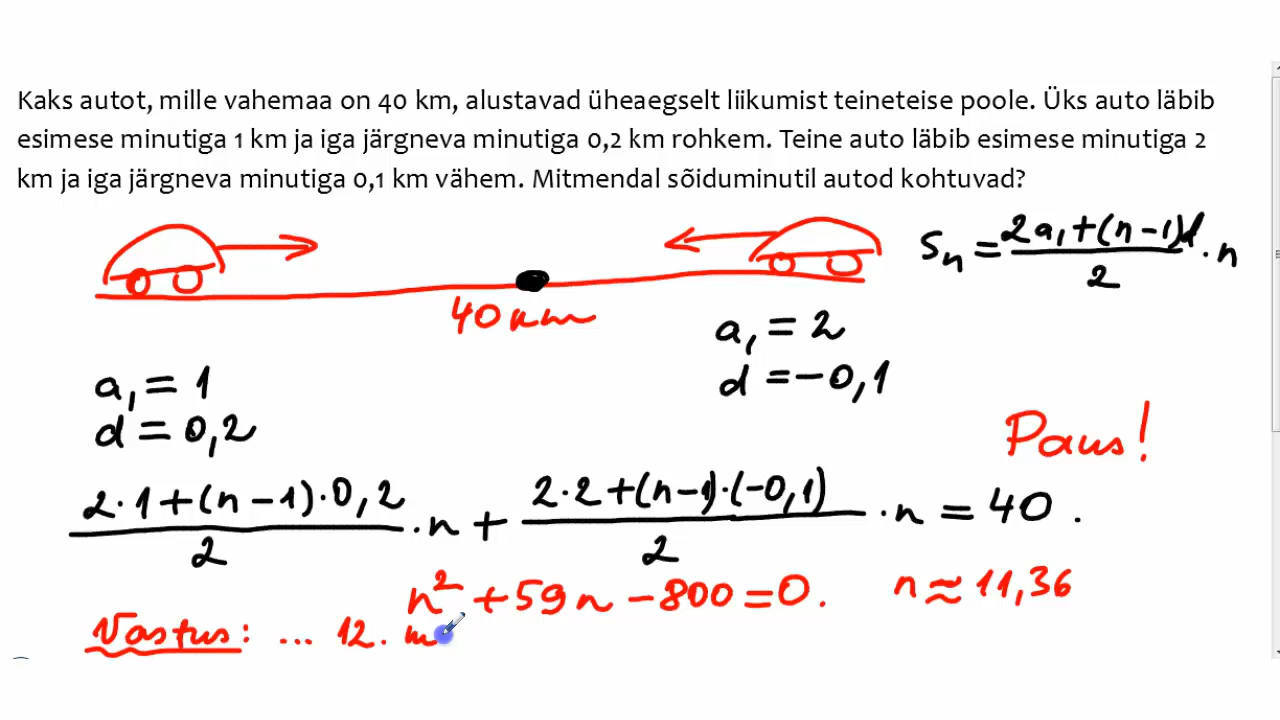 Kaks autot, mille vahemaa on 40 km, alustavad üheaegselt liikumist teineteise poole. Üks auto läbib
esimese minutiga 1 km ja iga järgneva minutiga 0,2 km rohkem. Teine auto läbib esimese minutiga 2
km ja iga järgneva minutiga 0,1 km vähem. Mitmendal sõiduminutil autod kohtuvad?
Sₙ = (2a₁ + (n − 1)d)/2 · n
40 km
a₁ = 2
d = −0,1
a₁ = 1
d = 0,2
Paus!
(2 · 1 + (n − 1) · 0,2)/2 · n + (2 · 2 + (n − 1) · (−0,1))/2 · n = 40 .
n² + 59n − 800 = 0. n ≈ 11,36
Vastus: ... 12. m